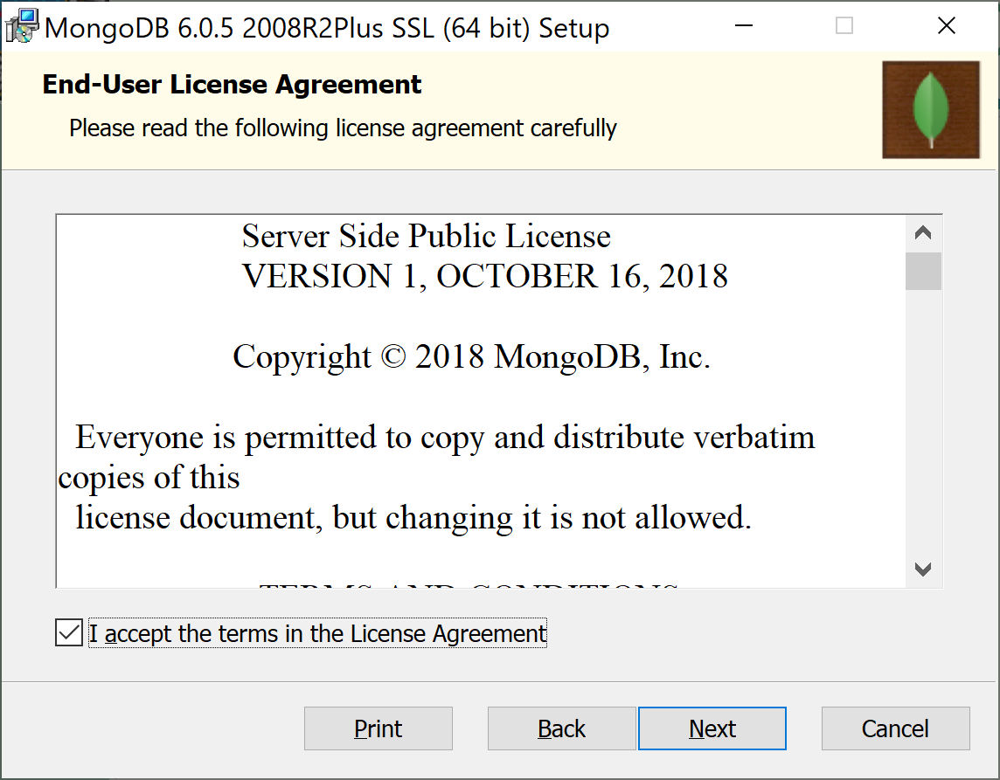 MongoDB 6.0.5 2008R2Plus SSL (64 bit) Setup
End-User License Agreement
Please read the following license agreement carefully
Server Side Public License
VERSION 1, OCTOBER 16, 2018
Copyright © 2018 MongoDB, Inc.
Everyone is permitted to copy and distribute verbatim
copies of this
license document, but changing it is not allowed.
TERMS AND CONDITIONS
I accept the terms in the License Agreement
Print
Back
Next
Cancel